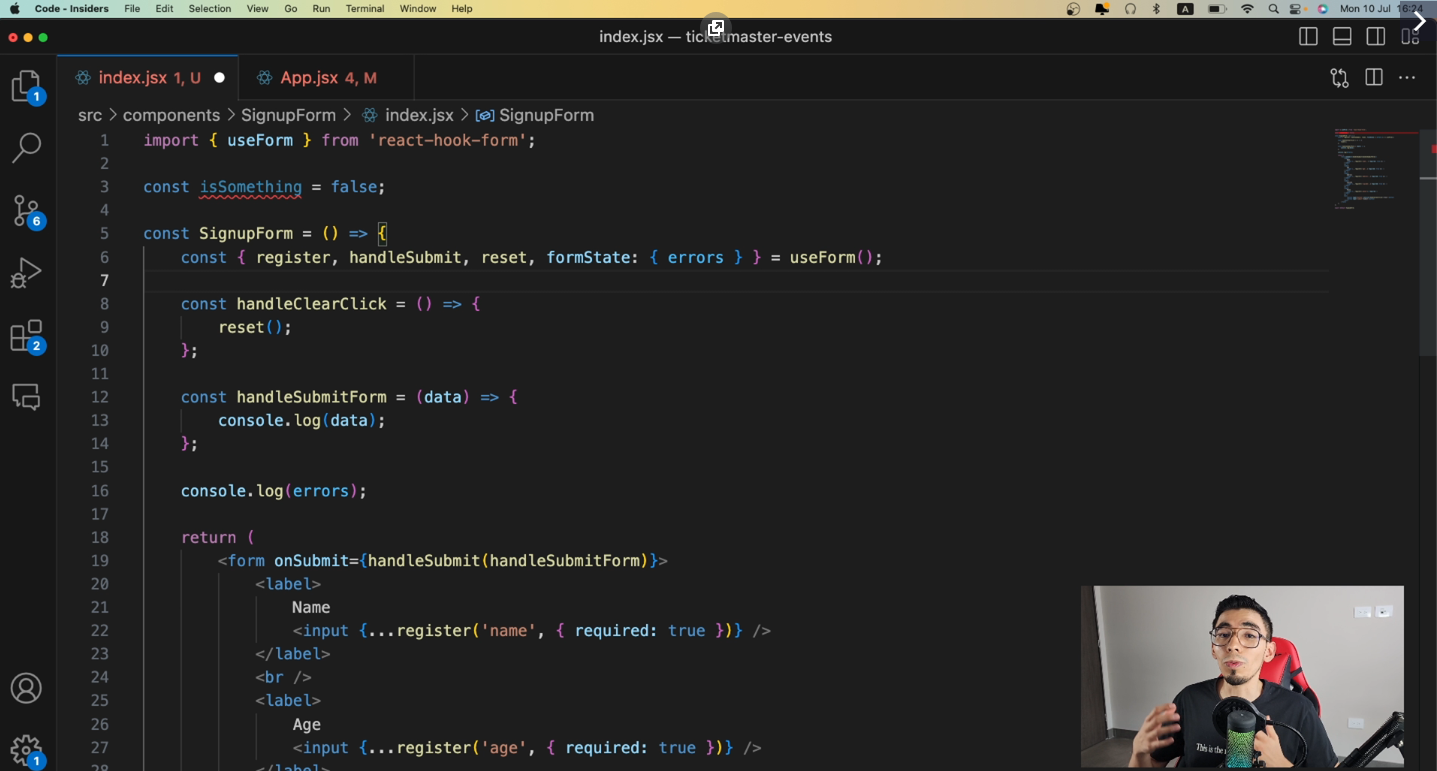 Code - Insiders File Edit Selection View Go Run Terminal Window Help A Mon 10 Jul 16:24
index.jsx — ticketmaster-events
index.jsx 1, U App.jsx 4, M
src > components > SignupForm > index.jsx > SignupForm
1 import { useForm } from 'react-hook-form';
2
3 const isSomething = false;
4
5 const SignupForm = () => {
6 const { register, handleSubmit, reset, formState: { errors } } = useForm();
7
8 const handleClearClick = () => {
9 reset();
10 };
11
12 const handleSubmitForm = (data) => {
13 console.log(data);
14 };
15
16 console.log(errors);
17
18 return (
19 <form onSubmit={handleSubmit(handleSubmitForm)}>
20 <label>
21 Name
22 <input {...register('name', { required: true })} />
23 </label>
24 <br />
25 <label>
26 Age
27 <input {...register('age', { required: true })} />
28 </label>
1
6
2
1
This is the